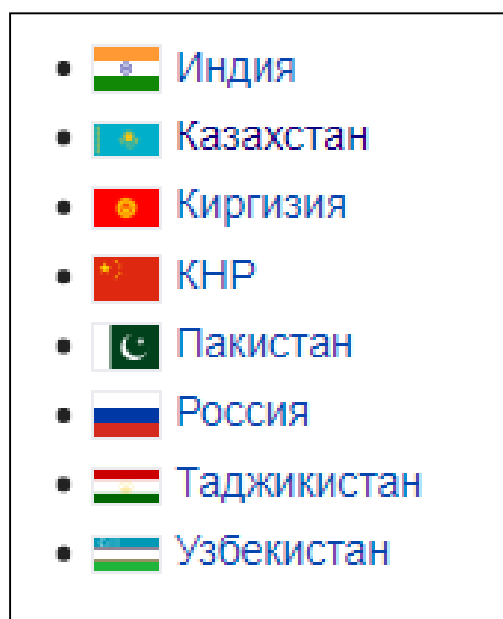 Индия
Казахстан
Киргизия
КНР
Пакистан
Россия
Таджикистан
Узбекистан